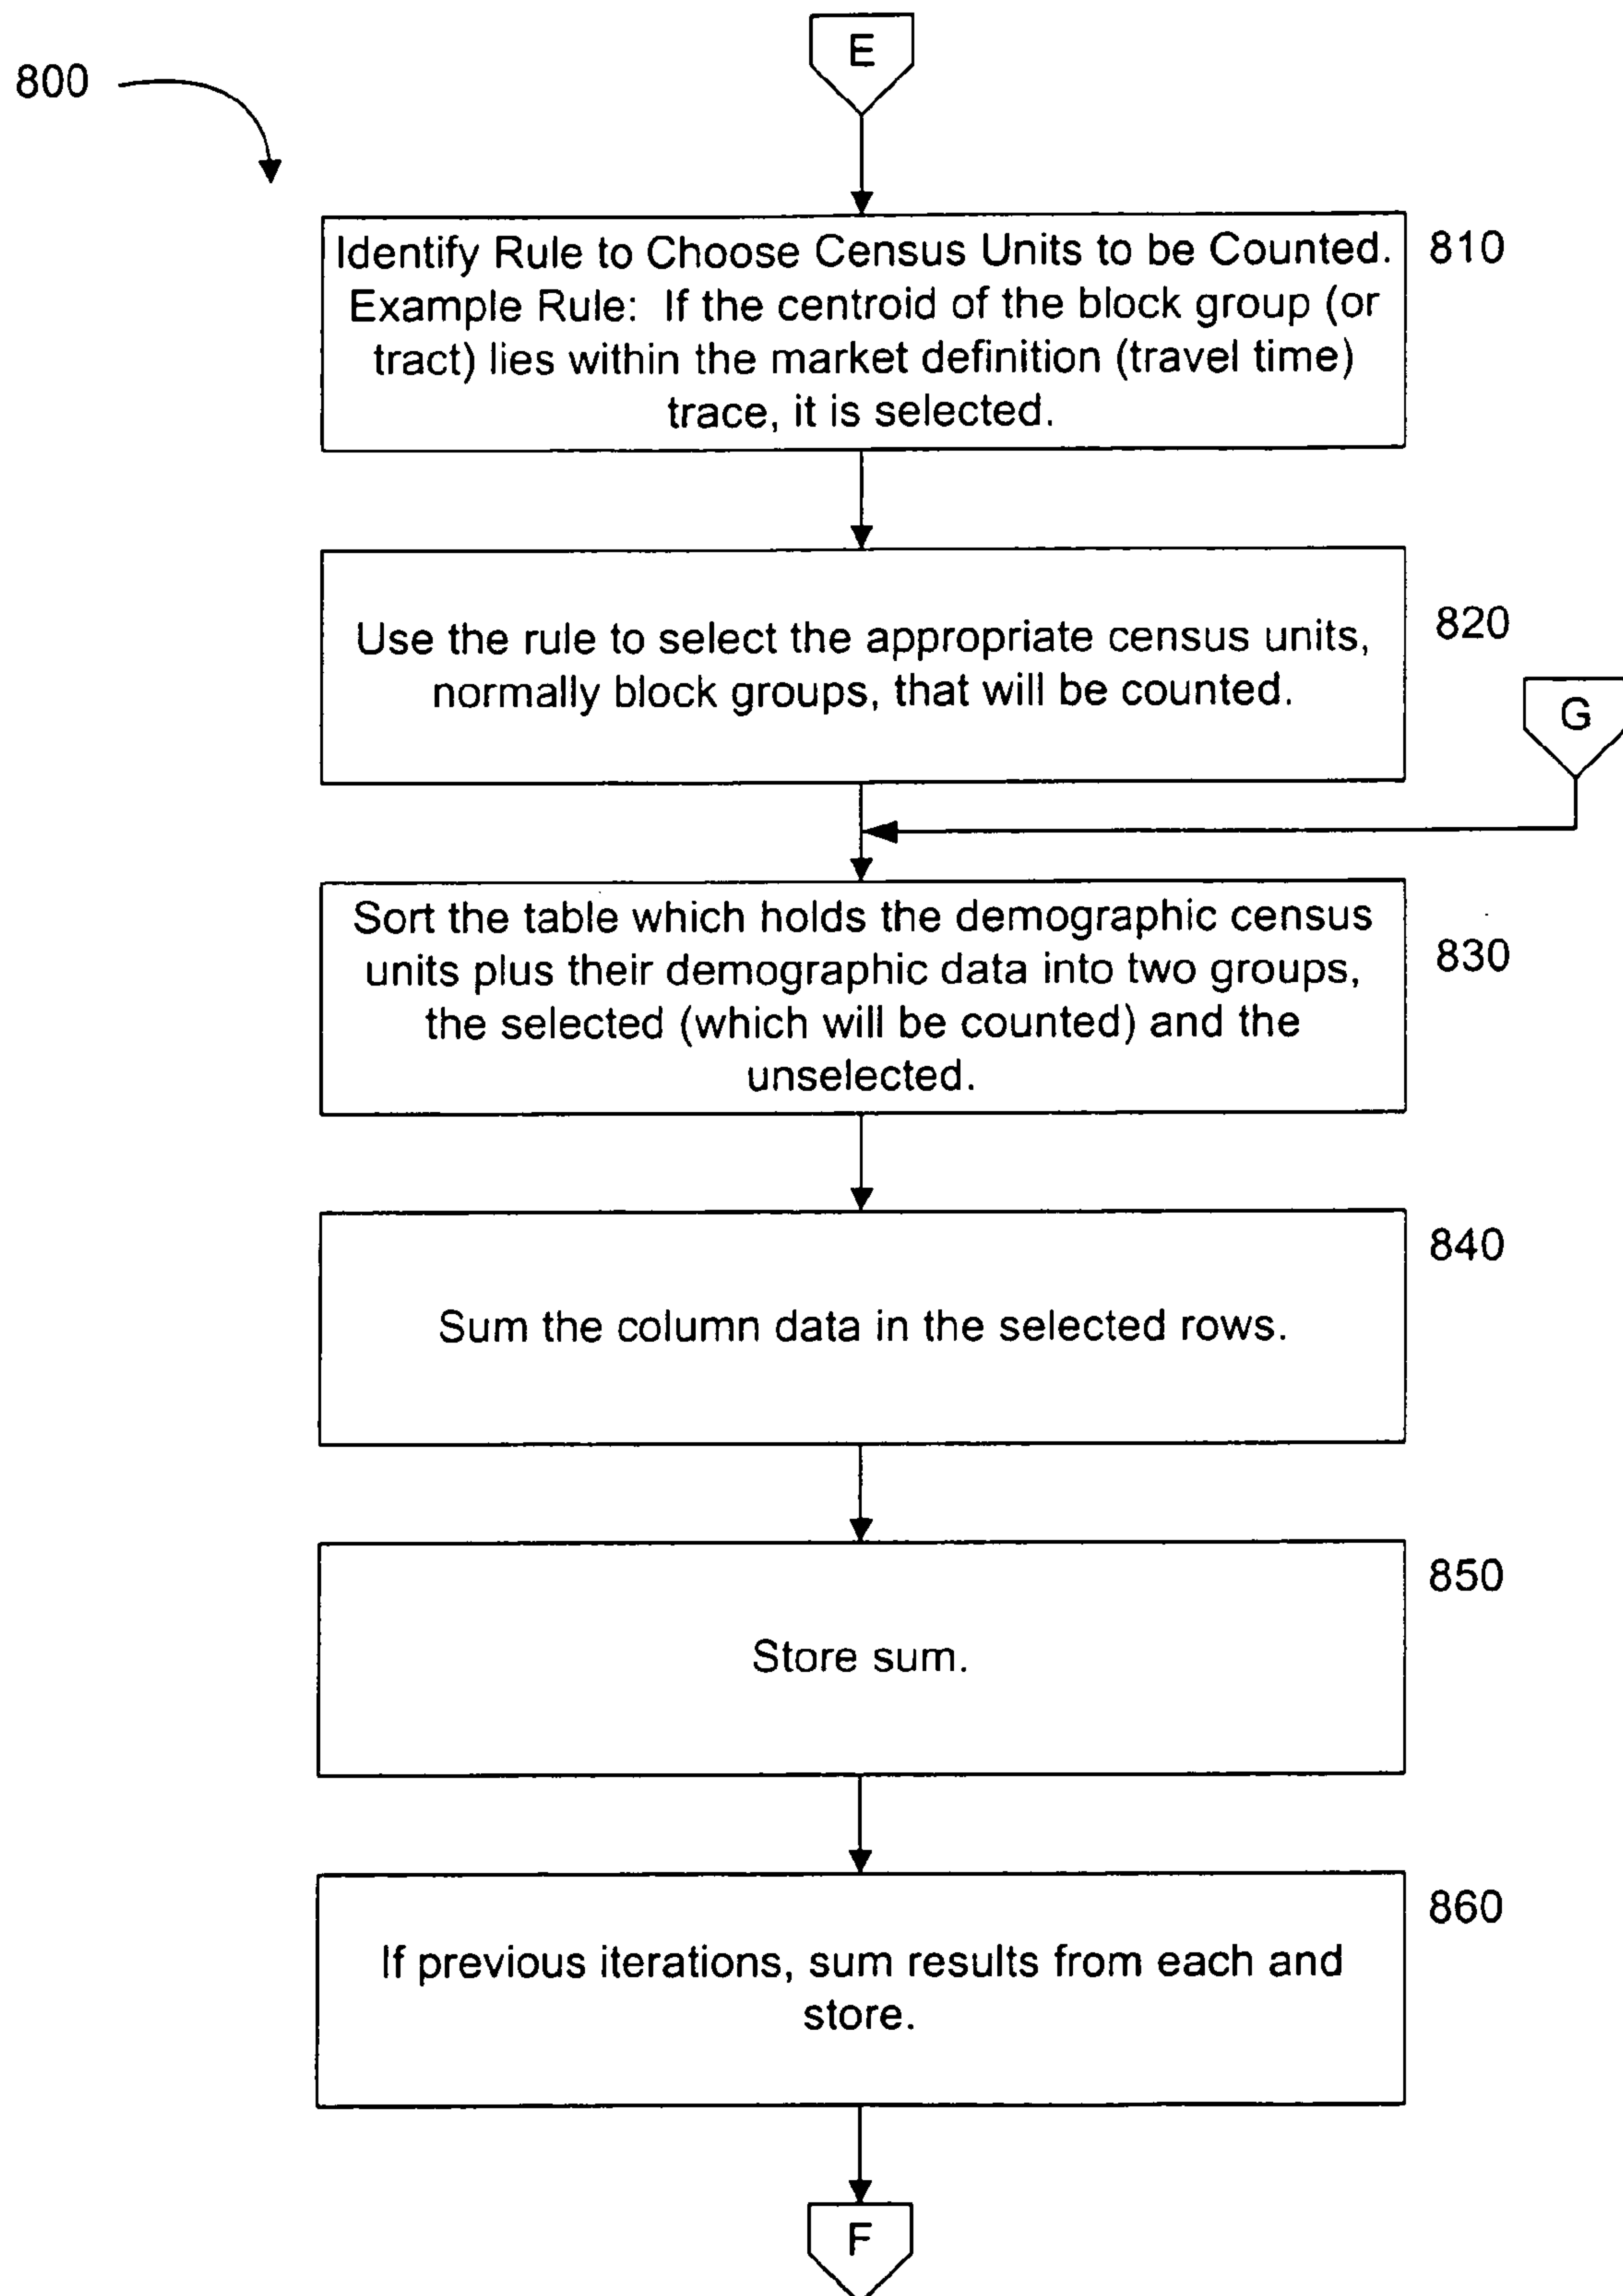 E
800
Identify Rule to Choose Census Units to be Counted.
Example Rule: If the centroid of the block group (or
tract) lies within the market definition (travel time)
trace, it is selected.
810
Use the rule to select the appropriate census units,
normally block groups, that will be counted.
820
G
Sort the table which holds the demographic census
units plus their demographic data into two groups,
the selected (which will be counted) and the
unselected.
830
Sum the column data in the selected rows.
840
Store sum.
850
If previous iterations, sum results from each and
store.
860
F